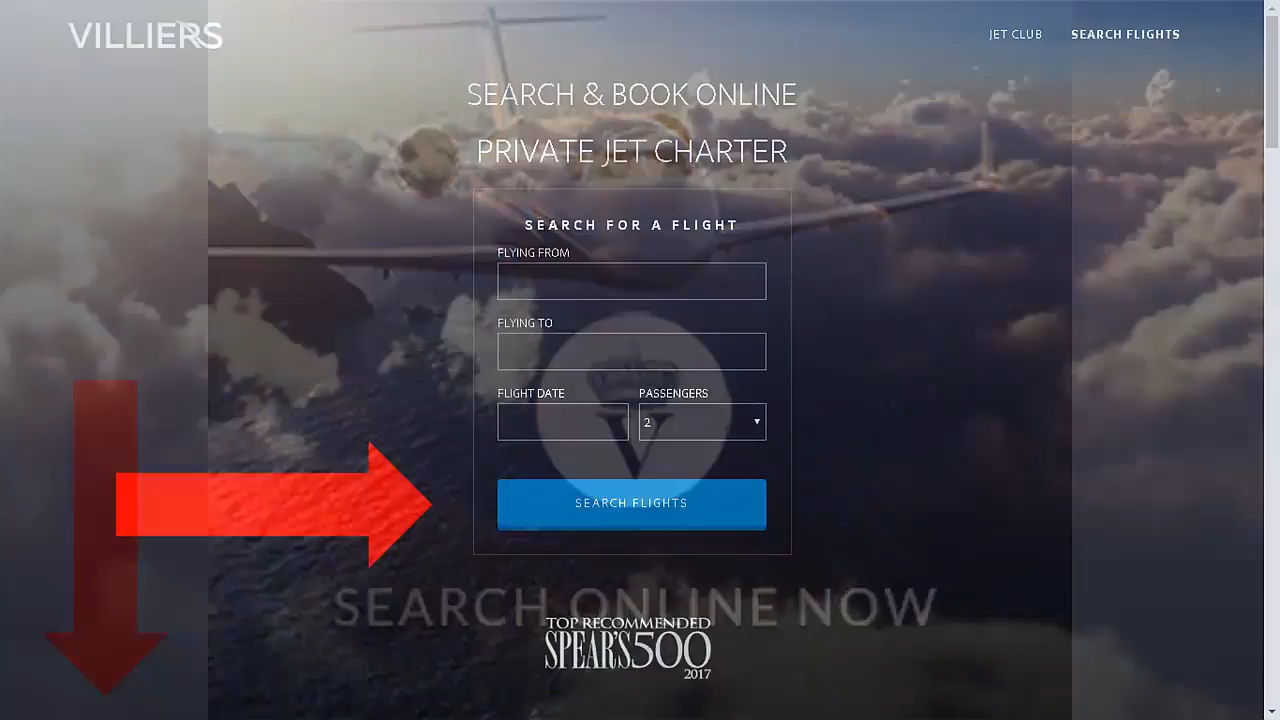 VILLIERS
JET CLUB
SEARCH FLIGHTS
SEARCH & BOOK ONLINE
PRIVATE JET CHARTER
SEARCH FOR A FLIGHT
FLYING FROM
FLYING TO
FLIGHT DATE
PASSENGERS
2
V
SEARCH FLIGHTS
SEARCH ONLINE NOW
TOP RECOMMENDED
SPEAR'S 500
2017